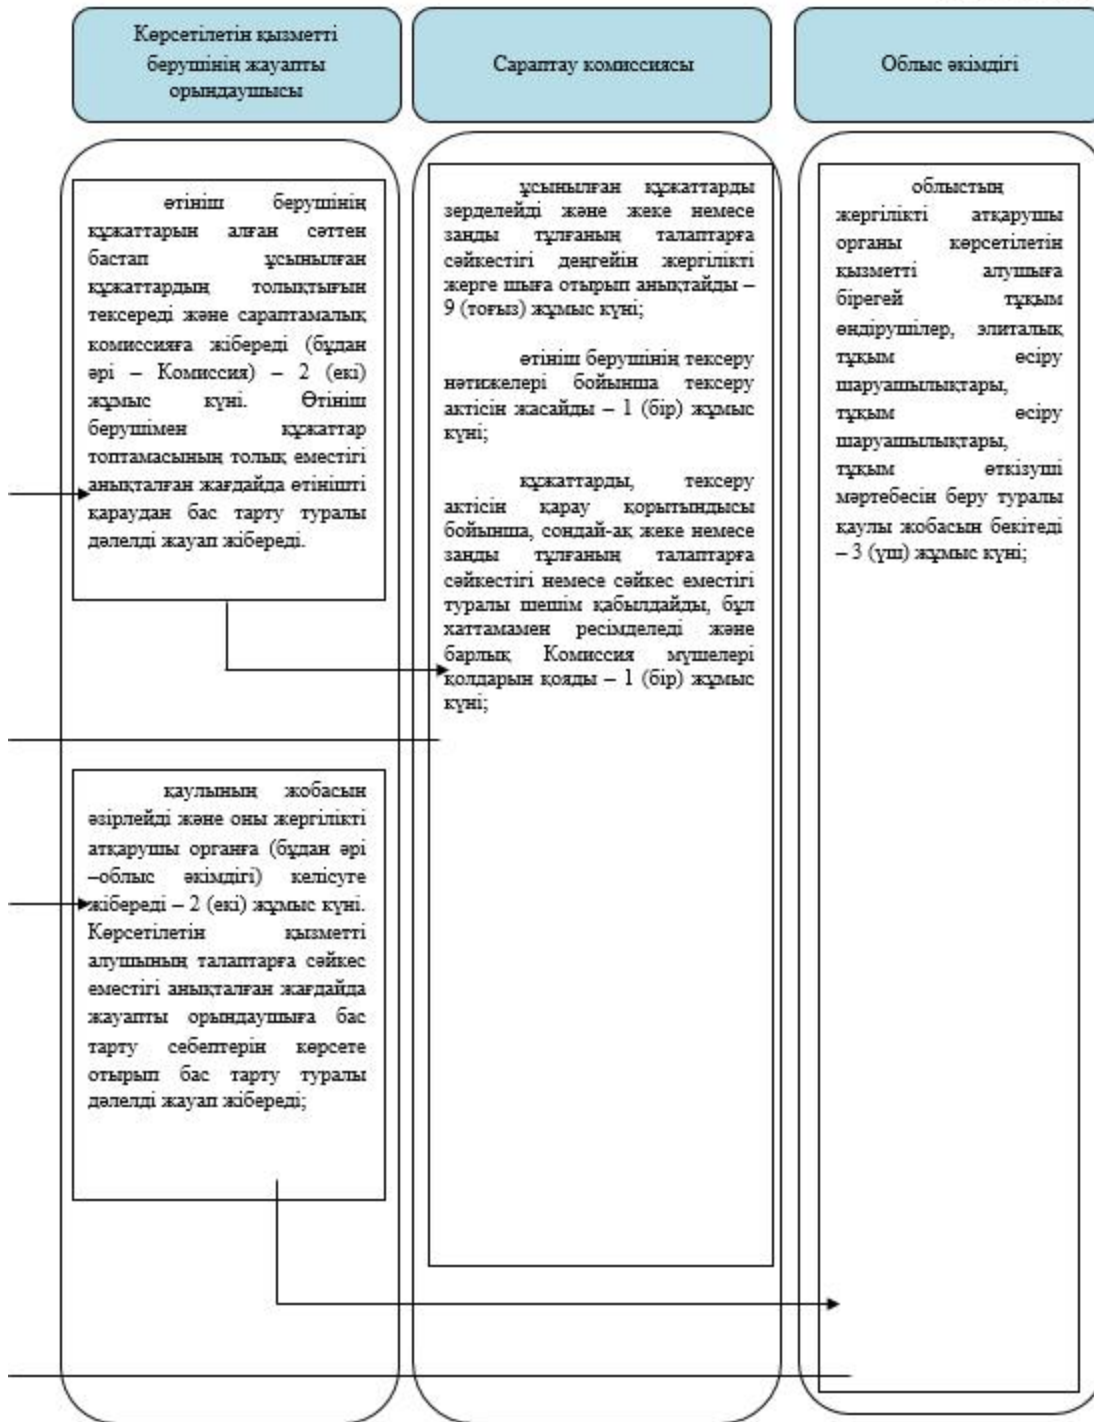 Көрсетілетін қызметті
берушінің жауапты
орындаушысы
Сараптау комиссиясы
Облыс әкімдігі
өтініш берушінің
құжаттарын алған сәттен
бастап ұсынылған
құжаттардың толықтығын
тексереді және сараптамалық
комиссияға жібереді (бұдан
әрі – Комиссия) – 2 (екі)
жұмыс күні. Өтініш
берушімен құжаттар
топтамасының толық еместігі
анықталған жағдайда өтінішті
қараудан бас тарту туралы
дәлелді жауап жібереді.
қаулының жобасын
әзірлейді және оны жергілікті
атқарушы органға (бұдан әрі
–облыс әкімдігі) келісуге
жібереді – 2 (екі) жұмыс күні.
Көрсетілетін қызметті
алушының талаптарға сәйкес
еместігі анықталған жағдайда
жауапты орындаушыға бас
тарту себептерін көрсете
отырып бас тарту туралы
дәлелді жауап жібереді;
ұсынылған құжаттарды
зерделейді және жеке немесе
заңды тұлғаның талаптарға
сәйкестігі деңгейін жергілікті
жерге шыға отырып анықтайды –
9 (тоғыз) жұмыс күні;
өтініш берушінің тексеру
нәтижелері бойынша тексеру
актісін жасайды – 1 (бір) жұмыс
күні;
құжаттарды, тексеру
актісін қарау қорытындысы
бойынша, сондай-ақ жеке немесе
заңды тұлғаның талаптарға
сәйкестігі немесе сәйкес еместігі
туралы шешім қабылдайды, бұл
хаттамамен ресімделеді және
барлық Комиссия мүшелері
қолдарын қояды – 1 (бір) жұмыс
күні;
облыстың
жергілікті атқарушы
органы көрсетілетін
қызметті алушыға
бірегей тұқым
өндірушілер, элиталық
тұқым өсіру
шаруашылықтары,
тұқым өсіру
шаруашылықтары,
тұқым өткізуші
мәртебесін беру туралы
қаулы жобасын бекітеді
– 3 (үш) жұмыс күні;